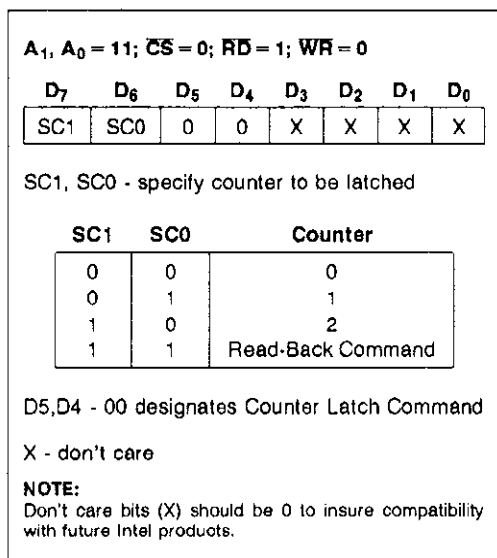 A₁, A₀ = 11; C̅S̅ = 0; R̅D̅ = 1; W̅R̅ = 0
D₇ D₆ D₅ D₄ D₃ D₂ D₁ D₀
SC1 SC0 0 0 X X X X
SC1, SC0 - specify counter to be latched
SC1 SC0 Counter
0 0 0
0 1 1
1 0 2
1 1 Read-Back Command
D5,D4 - 00 designates Counter Latch Command
X - don't care
NOTE:
Don't care bits (X) should be 0 to insure compatibility
with future Intel products.